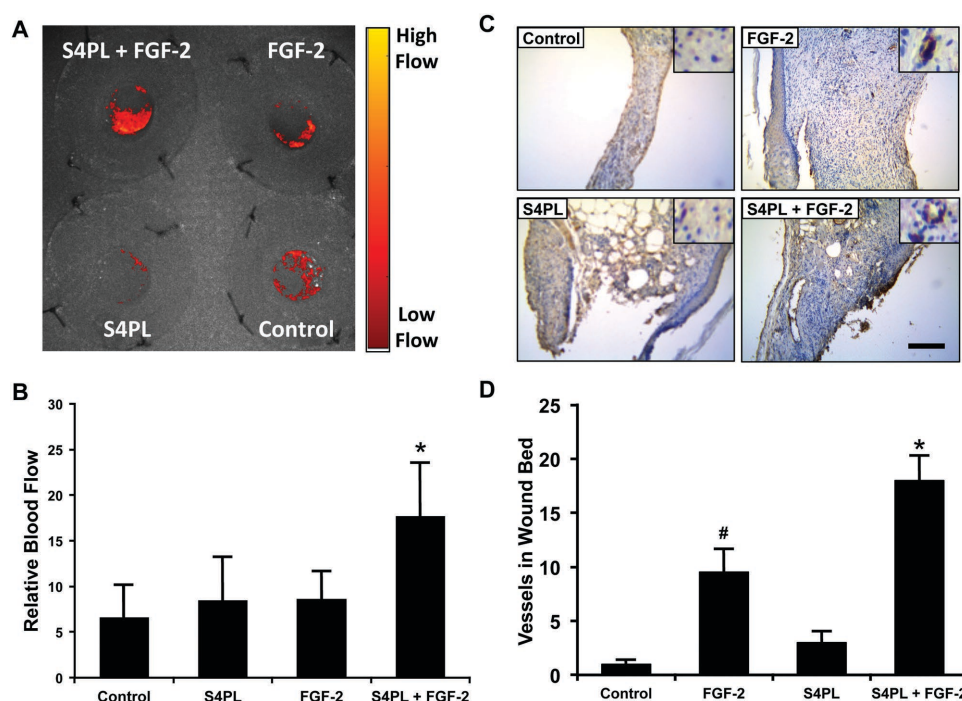 A
S4PL + FGF-2
FGF-2
S4PL
Control
High
Flow
Low
Flow
B
Relative Blood Flow
30
25
20
15
10
5
0
*
Control
S4PL
FGF-2
S4PL + FGF-2
C
Control
FGF-2
S4PL
S4PL + FGF-2
D
Vessels in Wound Bed
25
20
15
10
5
0
#
*
Control
FGF-2
S4PL
S4PL + FGF-2